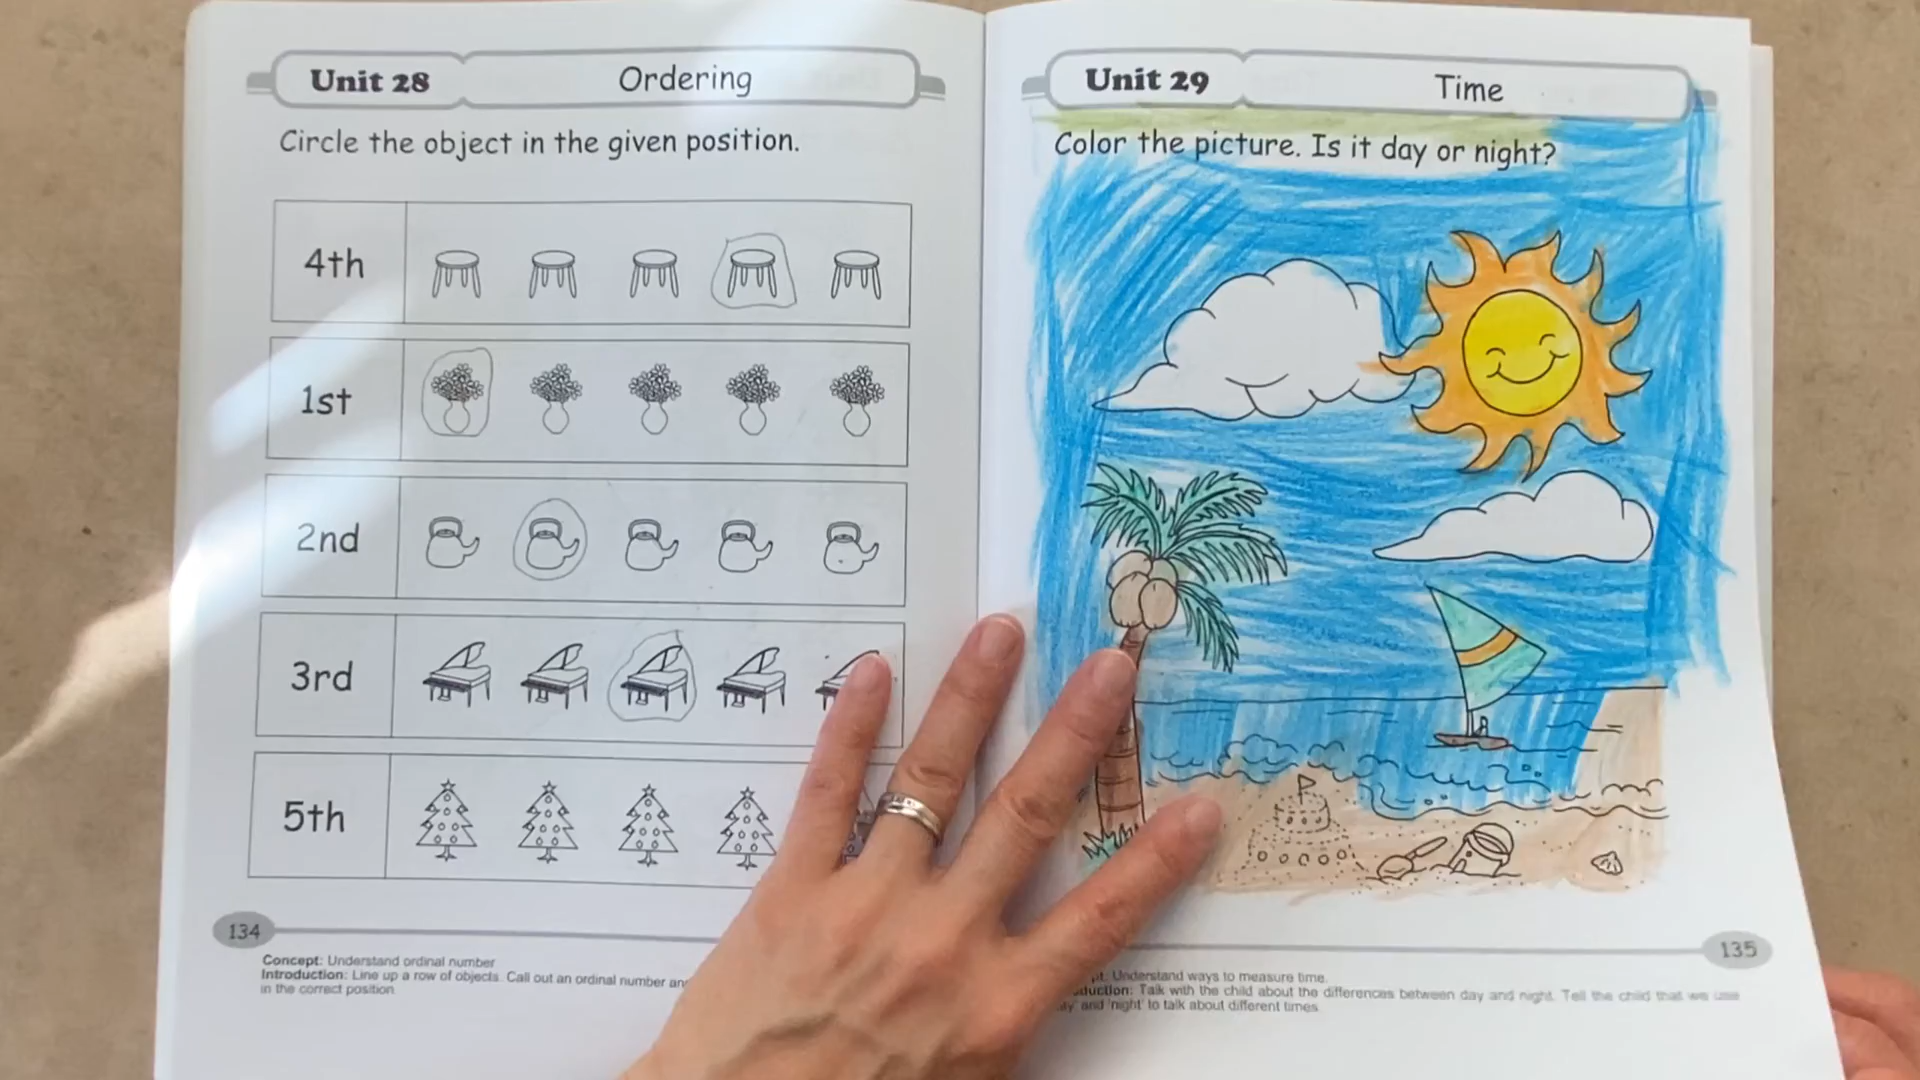 Unit 28 Ordering
Circle the object in the given position.
4th
1st
2nd
3rd
5th
134
Concept: Understand ordinal number
Introduction: Line up a row of objects. Call out an ordinal number
in the correct position.
Unit 29 Time
Color the picture. Is it day or night?
135
Understand ways to measure time.
Talk with the child about the differences between day and night. Tell the child that we use
and 'night' to talk about different times.